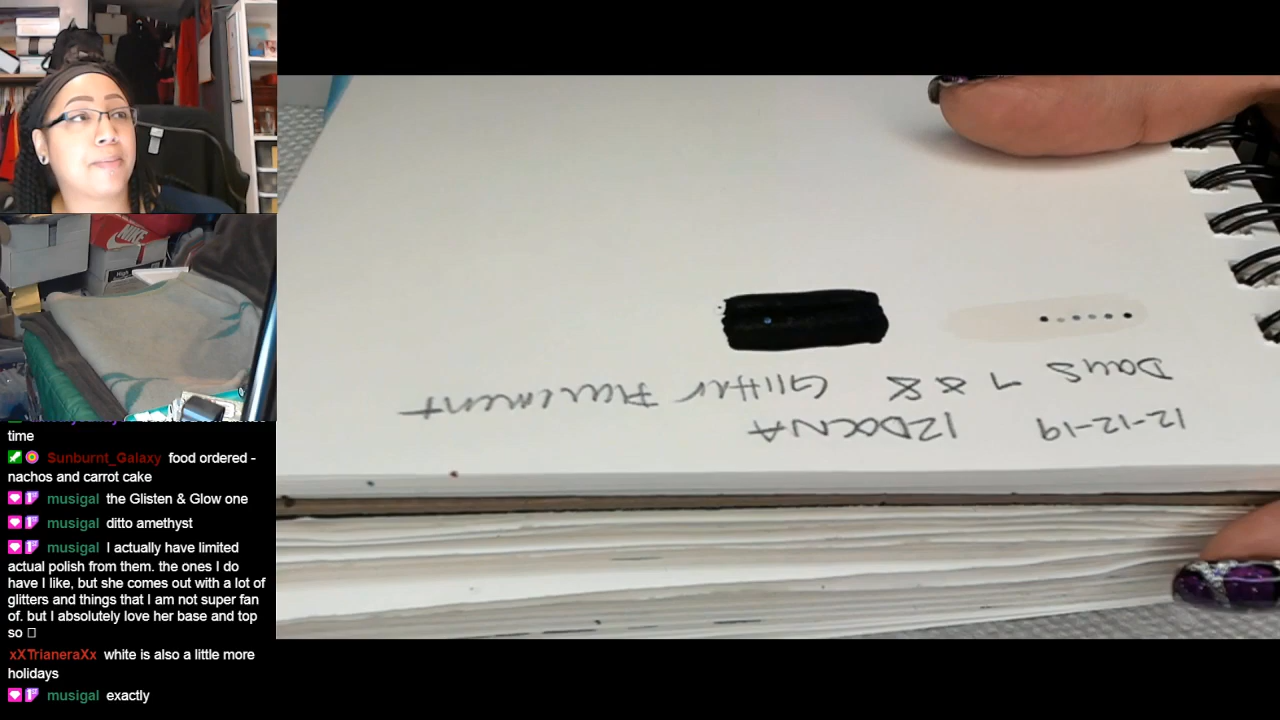 time
Sunburnt_Galaxy food ordered -
nachos and carrot cake
musigal the Glisten & Glow one
musigal ditto amethyst
musigal I actually have limited
actual polish from them. the ones I do
have I like, but she comes out with a lot of
glitters and things that I am not super fan
of. but I absolutely love her base and top
so
xXTrianeraXx white is also a little more
holidays
musigal exactly
12-12-19 12DOCNA
Days 7 & 8 Glitter Placement